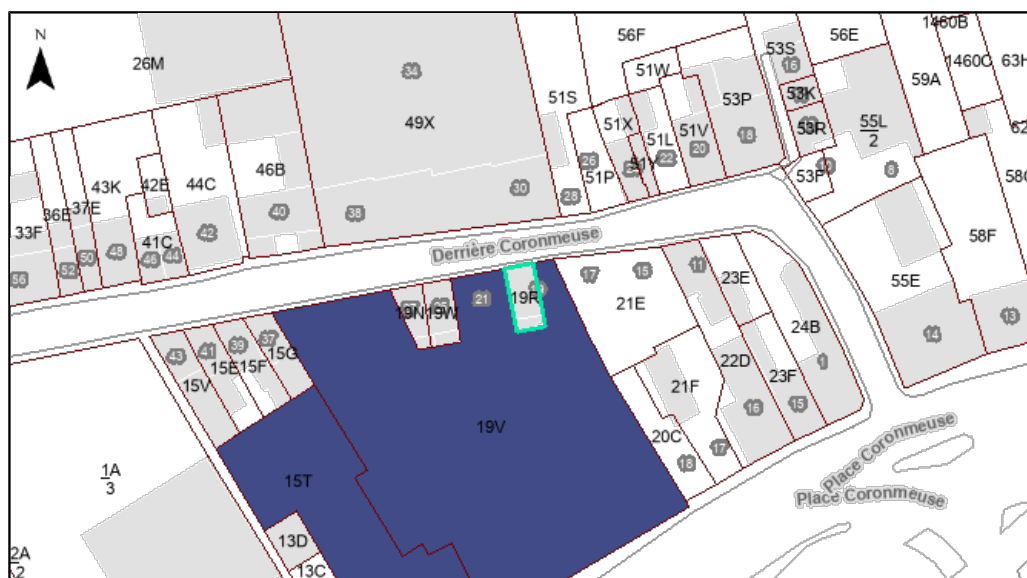 N
26M
34
49X
56F
51W
51S
53S
16
56E
1460B
1460C
63H
59A
53K
53P
53R
55L
2
18
51X
51L
51V
20
22
51Y
26
51P
28
30
38
40
46B
44C
42E
43K
37E
36E
33F
41C
42
44
46
48
50
52
56
53F
8
58F
55E
14
13
Derrière Coronmeuse
17
15
21E
11
23E
24B
1
19R
21
19N
19W
43
41
39
37
15G
15F
15E
15V
22D
23F
21F
20C
16
15
17
18
19V
15T
1A
3
13D
13C
2A
Place Coronmeuse
Place Coronmeuse